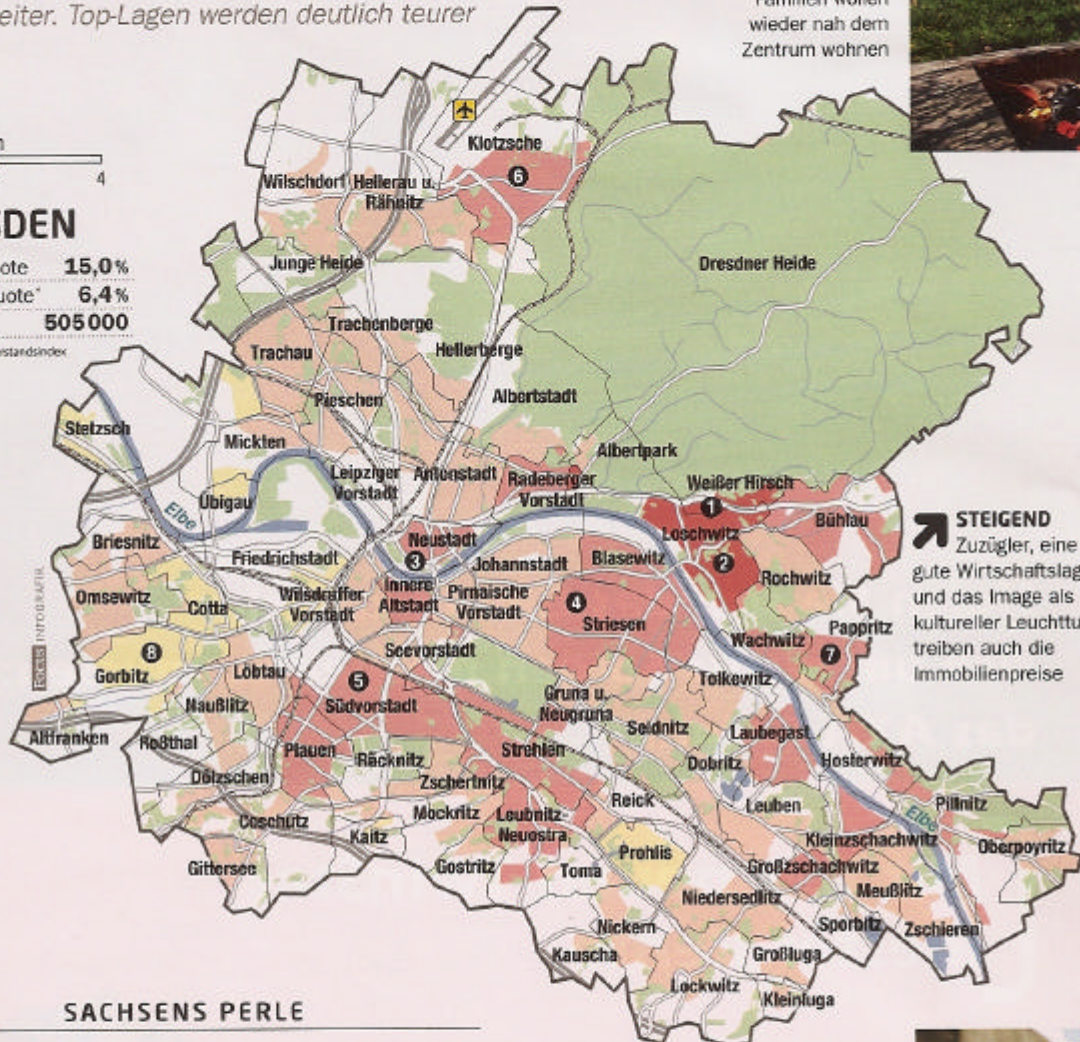 eiter. Top-Lagen werden deutlich teurer
wieder nah dem
Zentrum wohnen
4
DEN
ote 15,0%
uote* 6,4%
505000
rstandsindex
FOCUS INFOGRAFIK
Klotzsche
6
Wilschdorf
Hellerau u.
Rähnitz
Junge Heide
Dresdner Heide
Trachenberge
Trachau
Hellerberge
Pieschen
Albertstadt
Stetzsch
Mickten
Albertpark
Leipziger
Vorstadt
Antonstadt
Radeberger
Vorstadt
Weißer Hirsch
1
Übigau
Elbe
Bühlau
Loschwitz
Briesnitz
Neustadt
Friedrichstadt
3
Johannstadt
Blasewitz
2
Rochwitz
Omsewitz
Cotta
Wilsdruffer
Vorstadt
Innere
Altstadt
Pirnaische
Vorstadt
4
Striesen
Pappritz
Wachwitz
7
8
Gorbitz
Löbtau
Seevorstadt
5
Südvorstadt
Tolkewitz
Naußlitz
Gruna u.
Neugruna
Seidnitz
Laubegast
Altfranken
Roßthal
Plauen
Räcknitz
Strehlen
Dobritz
Hosterwitz
Dölzschen
Zschertnitz
Reick
Leuben
Pillnitz
Elbe
Coschütz
Mockritz
Leubnitz-
Neuostra
Kaitz
Kleinzschachwitz
Oberpoyritz
Gittersee
Gostritz
Torna
Prohlis
Großzschachwitz
Meußlitz
Niedersedlitz
Nickern
Sporbitz
Zschieren
Kauscha
Großluga
Lockwitz
Kleinluga
STEIGEND
Zuzügler, eine
gute Wirtschaftslag
und das Image als
kultureller Leuchttu
treiben auch die
Immobilienpreise
SACHSENS PERLE